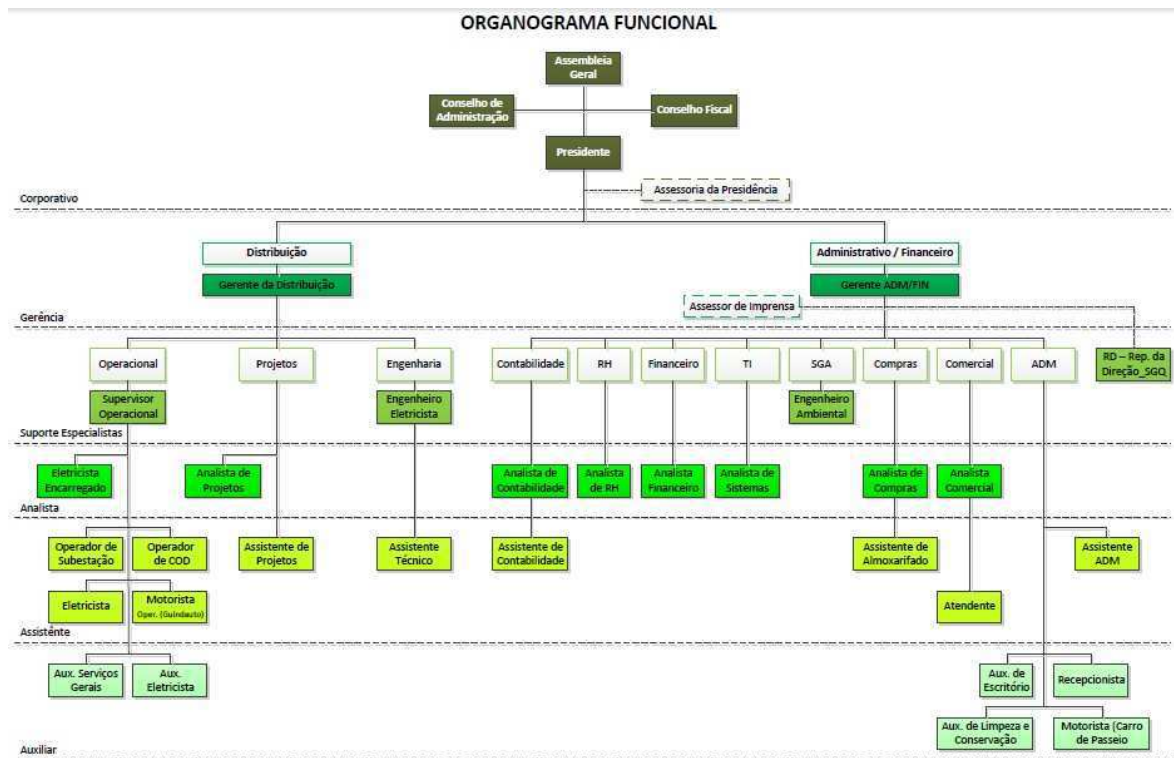 ORGANOGRAMA FUNCIONAL
Assembleia
Geral
Conselho de
Administração
Conselho Fiscal
Presidente
Assessoria da Presidência
Corporativo
Distribuição
Administrativo / Financeiro
Gerente da Distribuição
Gerente ADM/FIN
Assessor de Imprensa
Gerência
Operacional
Projetos
Engenharia
Contabilidade
RH
Financeiro
TI
SGA
Compras
Comercial
ADM
RD – Rep. da
Direção_SGQ
Supervisor
Operacional
Engenheiro
Eletricista
Engenheiro
Ambiental
Suporte Especialistas
Eletricista
Encarregado
Analista de
Projetos
Analista de
Contabilidade
Analista
de RH
Analista
Financeiro
Analista de
Sistemas
Analista de
Compras
Analista
Comercial
Analista
Operador de
Subestação
Operador
de COD
Assistente de
Projetos
Assistente
Técnico
Assistente de
Contabilidade
Assistente de
Almoxarifado
Assistente
ADM
Eletricista
Motorista
Oper. (Guindauto)
Atendente
Assistênte
Aux. Serviços
Gerais
Aux.
Eletricista
Aux. de
Escritório
Recepcionista
Aux. de Limpeza e
Conservação
Motorista (Carro
de Passeio
Auxiliar